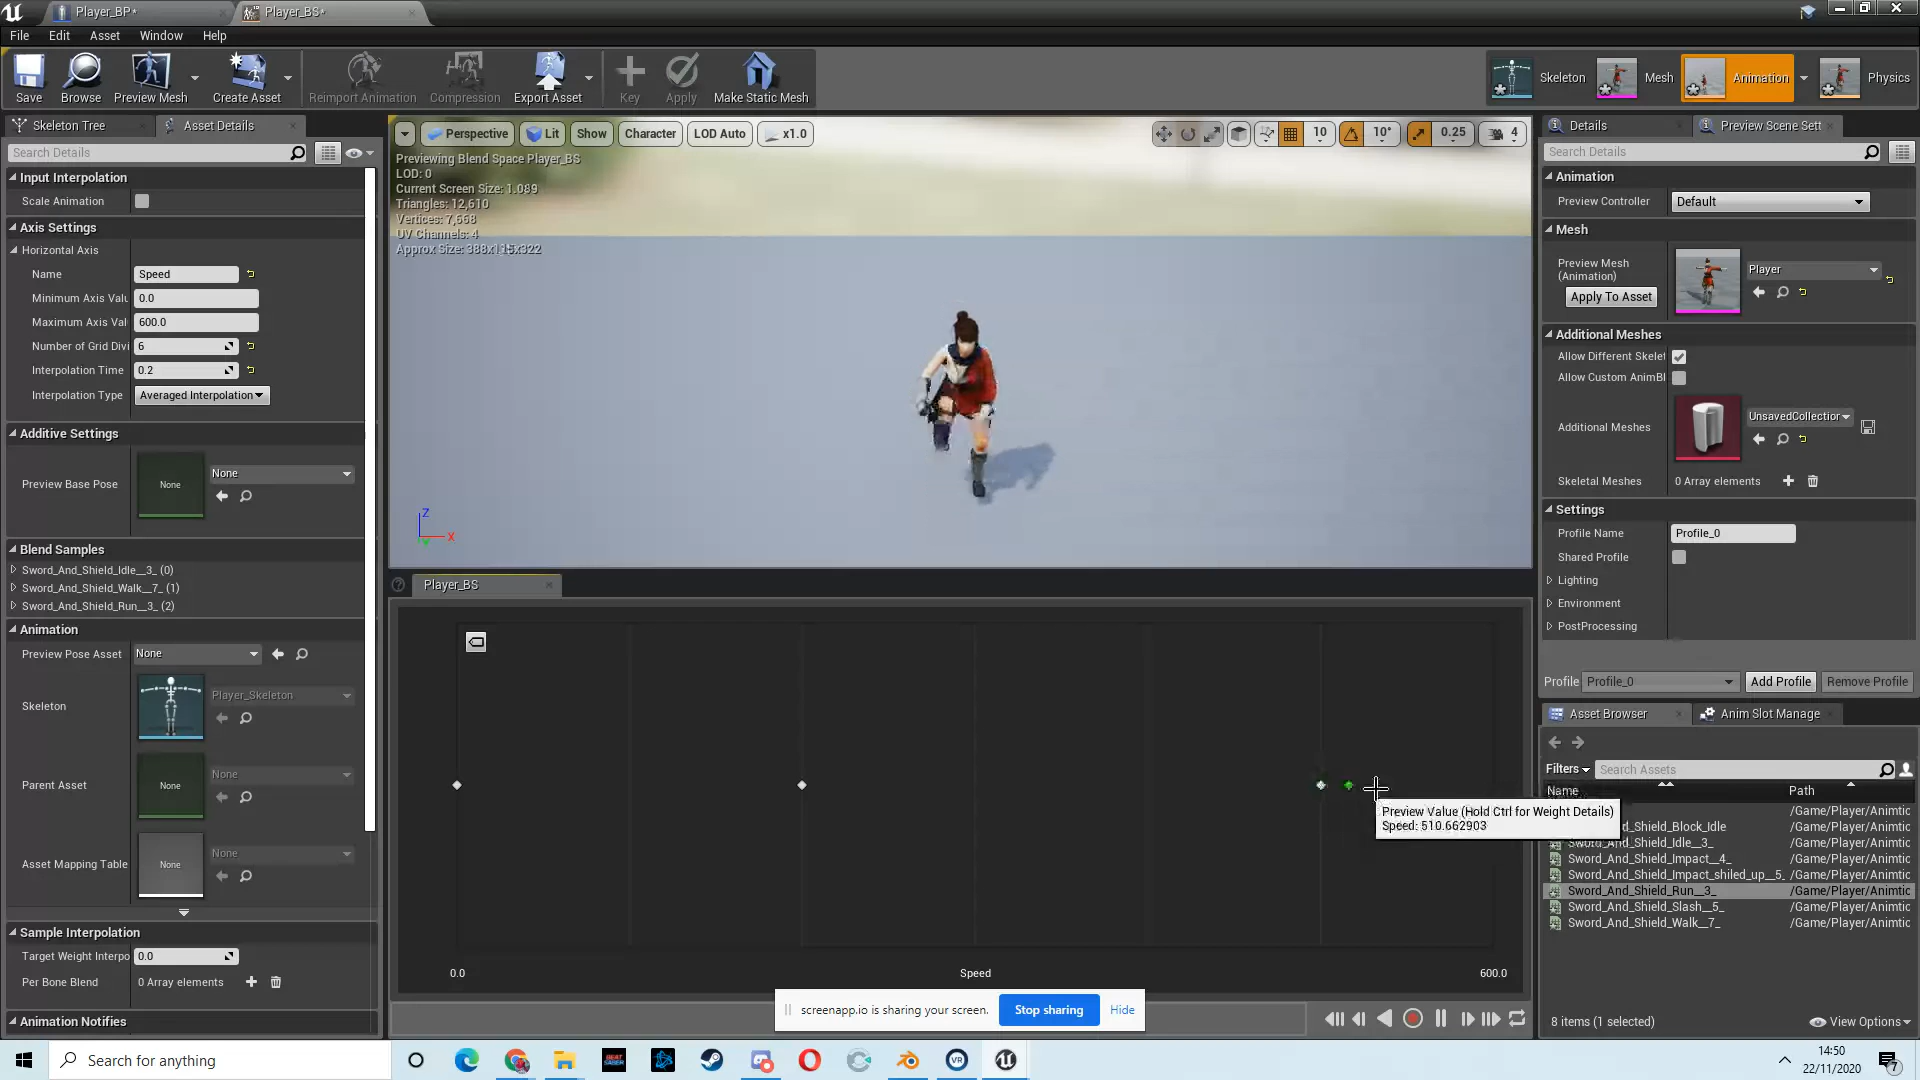 Player_BP*
Player_BS*
File
Edit
Asset
Window
Help
Save
Browse
Preview Mesh
Create Asset
Reimport Animation
Compression
Export Asset
Key
Apply
Make Static Mesh
Skeleton
Mesh
Animation
Physics
Skeleton Tree
Asset Details
Search Details
Input Interpolation
Scale Animation
Axis Settings
Horizontal Axis
Name
Speed
Minimum Axis Valu
0.0
Maximum Axis Val
600.0
Number of Grid Divi
6
Interpolation Time
0.2
Interpolation Type
Averaged Interpolation
Additive Settings
Preview Base Pose
None
None
Blend Samples
Sword_And_Shield_Idle__3_ (0)
Sword_And_Shield_Walk__7_ (1)
Sword_And_Shield_Run__3_ (2)
Animation
Preview Pose Asset
None
Skeleton
Player_Skeleton
Parent Asset
None
None
Asset Mapping Table
None
None
Sample Interpolation
Target Weight Interpo
0.0
Per Bone Blend
0 Array elements
Animation Notifies
Perspective
Lit
Show
Character
LOD Auto
x1.0
10
10°
0.25
4
Previewing Blend Space Player_BS
LOD: 0
Current Screen Size: 1.089
Triangles: 12,610
Vertices: 7,668
UV Channels: 4
Approx Size: 388x115x322
Z
X
Player_BS
Preview Value (Hold Ctrl for Weight Details)
Speed: 510.662903
0.0
Speed
600.0
screenapp.io is sharing your screen.
Stop sharing
Hide
Details
Preview Scene Sett
Search Details
Animation
Preview Controller
Default
Mesh
Preview Mesh
(Animation)
Apply To Asset
Player
Additional Meshes
Allow Different Skelet
Allow Custom AnimBl
Additional Meshes
UnsavedCollection
Skeletal Meshes
0 Array elements
Settings
Profile Name
Profile_0
Shared Profile
Lighting
Environment
PostProcessing
Profile
Profile_0
Add Profile
Remove Profile
Asset Browser
Anim Slot Manage
Filters
Search Assets
Name
Path
/Game/Player/Animtic
d_Shield_Block_Idle
/Game/Player/Animtic
Sword_And_Shield_Idle__3_
/Game/Player/Animtic
Sword_And_Shield_Impact__4_
/Game/Player/Animtic
Sword_And_Shield_Impact_shiled_up__5_
/Game/Player/Animtic
Sword_And_Shield_Run__3_
/Game/Player/Animtic
Sword_And_Shield_Slash__5_
/Game/Player/Animtic
Sword_And_Shield_Walk__7_
/Game/Player/Animtic
8 items (1 selected)
View Options
Search for anything
BEAT
SABER
VR
14:50
22/11/2020
7